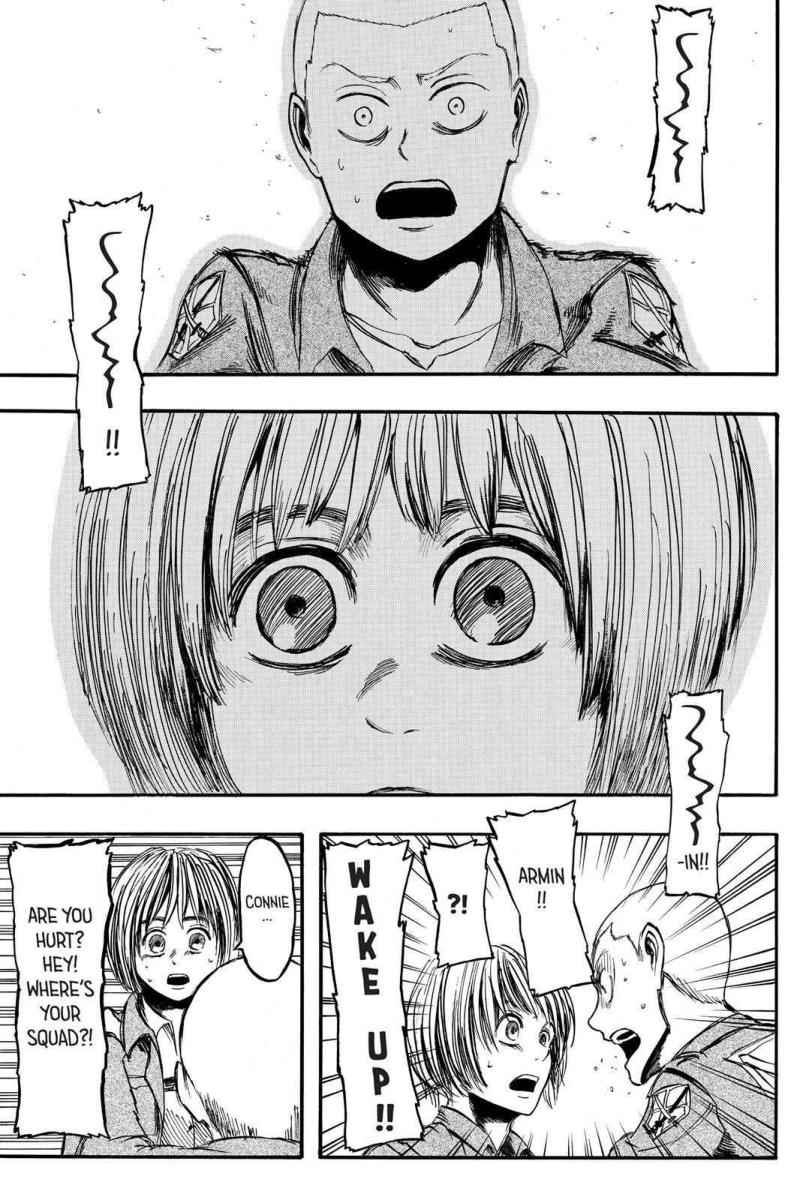 !!
-IN!!
ARMIN
!!
?!
WAKE UP!!
CONNIE
...
ARE YOU
HURT?
HEY!
WHERE'S
YOUR
SQUAD?!